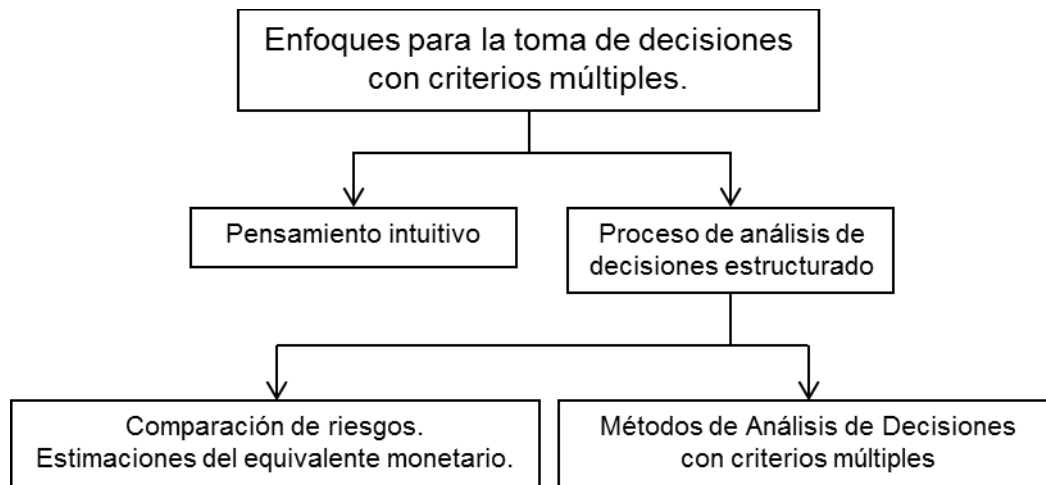 Enfoques para la toma de decisiones
con criterios múltiples.
Pensamiento intuitivo
Proceso de análisis de
decisiones estructurado
Comparación de riesgos.
Estimaciones del equivalente monetario.
Métodos de Análisis de Decisiones
con criterios múltiples